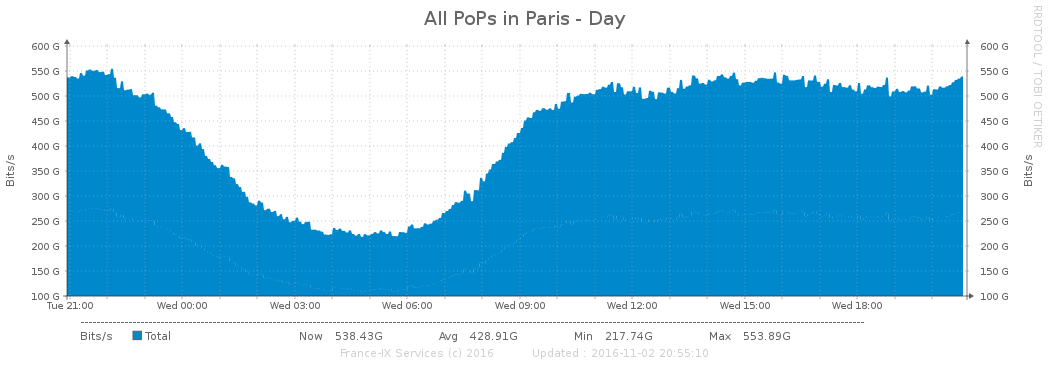 All PoPs in Paris - Day
RRDTOOL / TOBI OETIKER
Bits/s
600 G 600 G
550 G 550 G
500 G 500 G
450 G 450 G
400 G 400 G
350 G 350 G
300 G 300 G
250 G 250 G
200 G 200 G
150 G 150 G
100 G 100 G
Bits/s
Tue 21:00 Wed 00:00 Wed 03:00 Wed 06:00 Wed 09:00 Wed 12:00 Wed 15:00 Wed 18:00
Bits/s Total Now 538.43G Avg 428.91G Min 217.74G Max 553.89G
France-IX Services (c) 2016 Updated : 2016-11-02 20:55:10